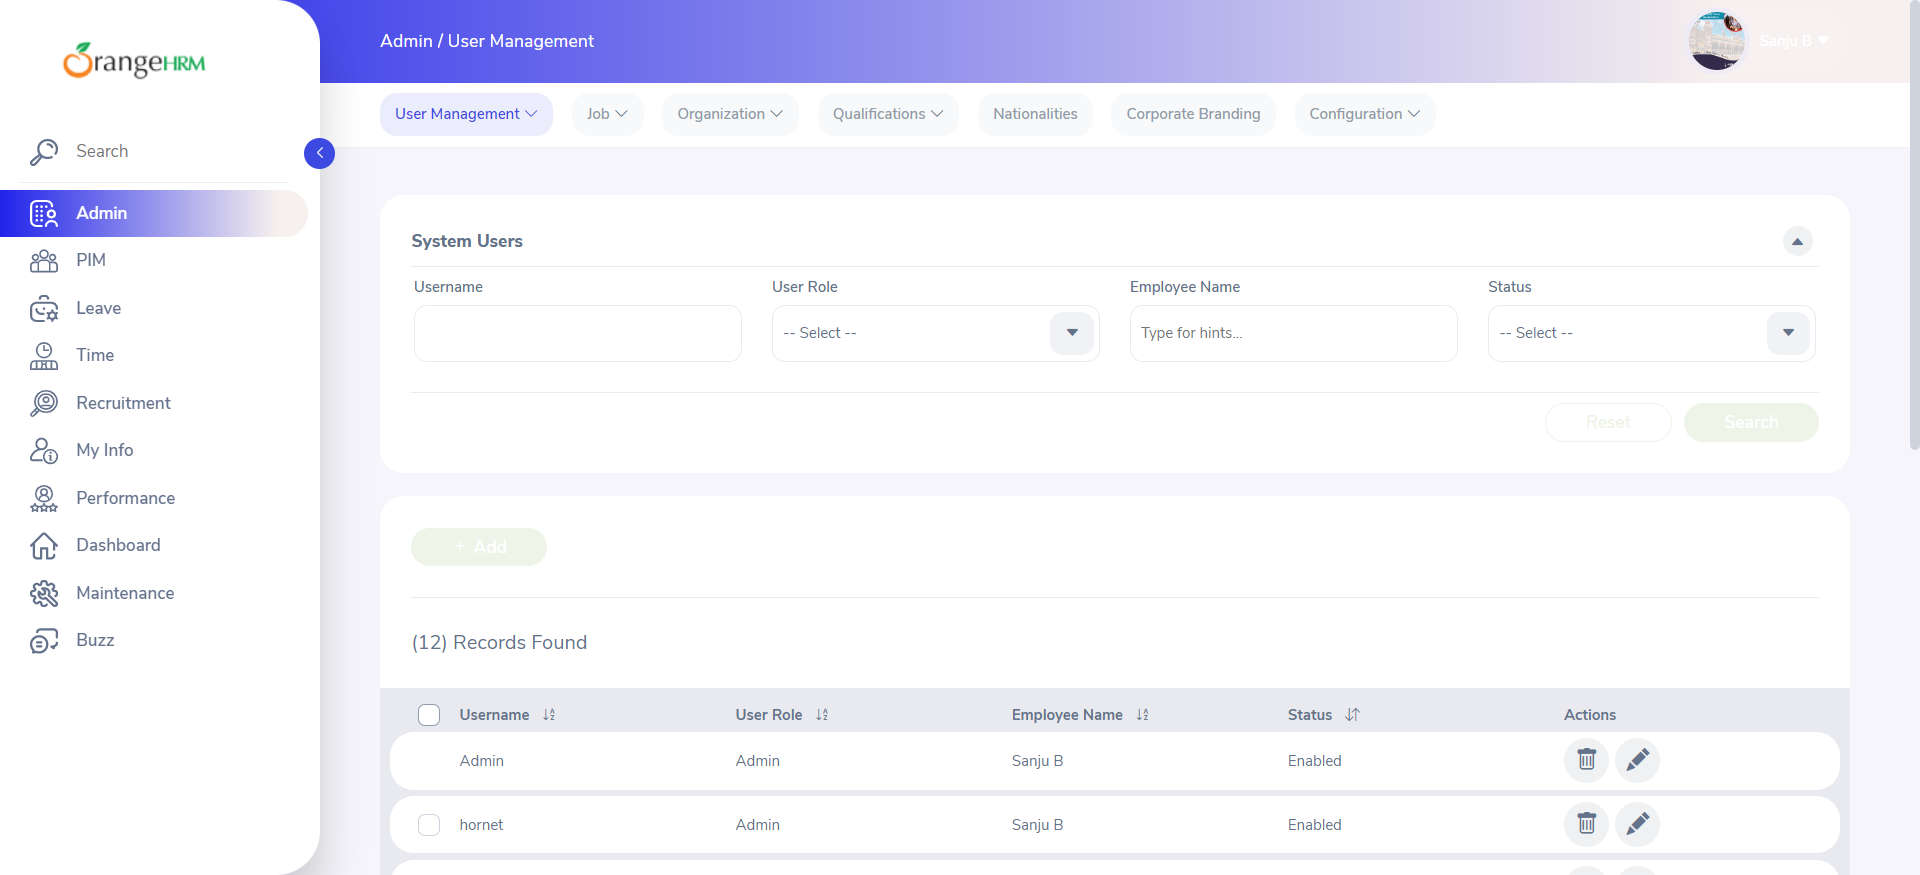 Admin / User Management
Sanju B
OrangeHRM
User Management
Job
Organization
Qualifications
Nationalities
Corporate Branding
Configuration
Search
Admin
PIM
Leave
Time
Recruitment
My Info
Performance
Dashboard
Maintenance
Buzz
System Users
Username
User Role
Employee Name
Status
-- Select --
Type for hints...
-- Select --
Reset
Search
+ Add
(12) Records Found
Username
User Role
Employee Name
Status
Actions
Admin
Admin
Sanju B
Enabled
hornet
Admin
Sanju B
Enabled